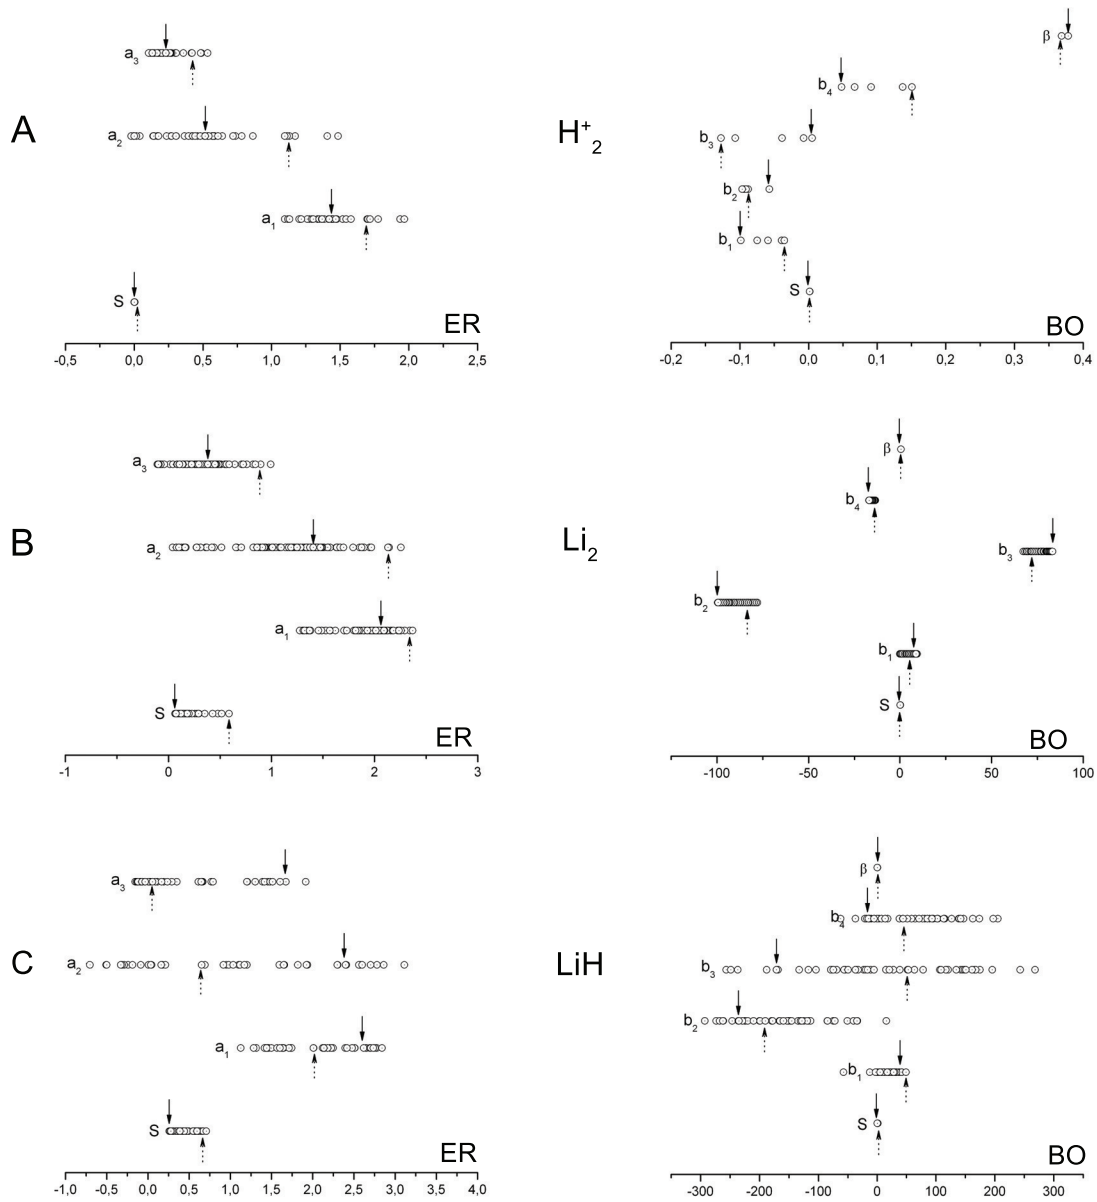 a₃
A
a₂
a₁
S
ER
-0,5 0,0 0,5 1,0 1,5 2,0 2,5
β
b₄
H⁺₂
b₃
b₂
b₁
S
BO
-0,2 -0,1 0,0 0,1 0,2 0,3 0,4
a₃
B
a₂
a₁
S
ER
-1 0 1 2 3
β
b₄
Li₂
b₃
b₂
b₁
S
BO
-100 -50 0 50 100
a₃
C
a₂
a₁
S
ER
-1,0 -0,5 0,0 0,5 1,0 1,5 2,0 2,5 3,0 3,5 4,0
β
b₄
LiH
b₃
b₂
b₁
S
BO
-300 -200 -100 0 100 200 300